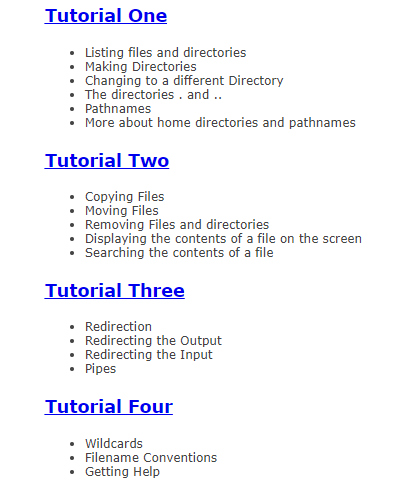 Tutorial One
Listing files and directories
Making Directories
Changing to a different Directory
The directories . and ..
Pathnames
More about home directories and pathnames
Tutorial Two
Copying Files
Moving Files
Removing Files and directories
Displaying the contents of a file on the screen
Searching the contents of a file
Tutorial Three
Redirection
Redirecting the Output
Redirecting the Input
Pipes
Tutorial Four
Wildcards
Filename Conventions
Getting Help